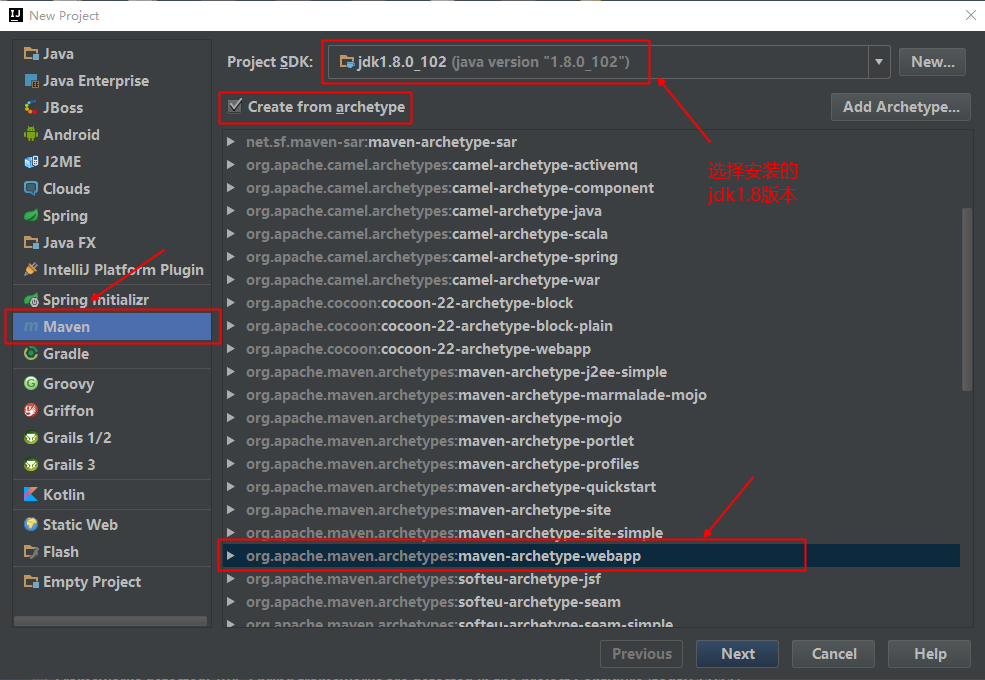 New Project
Java
Java Enterprise
JBoss
Android
J2ME
Clouds
Spring
Java FX
IntelliJ Platform Plugin
Spring Initializr
Maven
Gradle
Groovy
Griffon
Grails 1/2
Grails 3
Kotlin
Static Web
Flash
Empty Project
Project SDK: jdk1.8.0_102 (java version "1.8.0_102") New...
Create from archetype Add Archetype...
net.sf.maven-sar:maven-archetype-sar
org.apache.camel.archetypes:camel-archetype-activemq
org.apache.camel.archetypes:camel-archetype-component
org.apache.camel.archetypes:camel-archetype-java
org.apache.camel.archetypes:camel-archetype-scala
org.apache.camel.archetypes:camel-archetype-spring
org.apache.camel.archetypes:camel-archetype-war
org.apache.cocoon:cocoon-22-archetype-block
org.apache.cocoon:cocoon-22-archetype-block-plain
org.apache.cocoon:cocoon-22-archetype-webapp
org.apache.maven.archetypes:maven-archetype-j2ee-simple
org.apache.maven.archetypes:maven-archetype-marmalade-mojo
org.apache.maven.archetypes:maven-archetype-mojo
org.apache.maven.archetypes:maven-archetype-portlet
org.apache.maven.archetypes:maven-archetype-profiles
org.apache.maven.archetypes:maven-archetype-quickstart
org.apache.maven.archetypes:maven-archetype-site
org.apache.maven.archetypes:maven-archetype-site-simple
org.apache.maven.archetypes:maven-archetype-webapp
org.apache.maven.archetypes:softeu-archetype-jsf
org.apache.maven.archetypes:softeu-archetype-seam
org.apache.maven.archetypes:softeu-archetype-seam-simple
选择安装的
jdk1.8版本
Previous Next Cancel Help